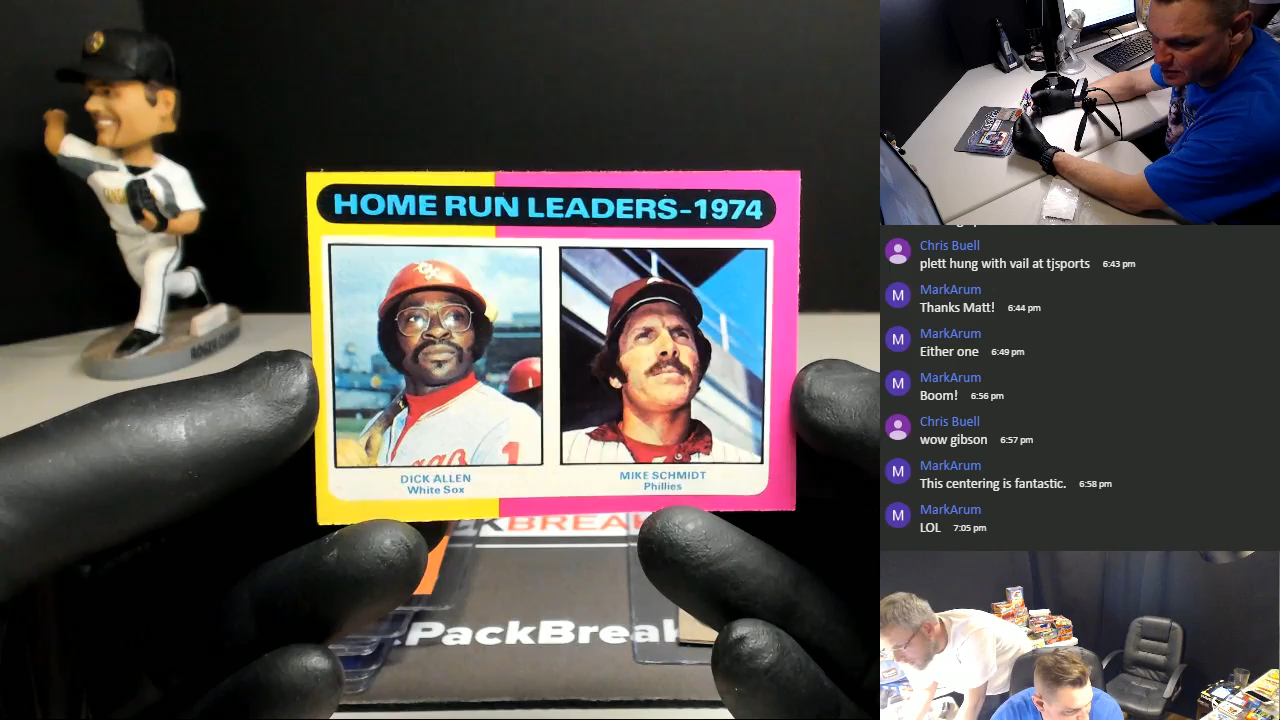 HOME RUN LEADERS-1974
DICK ALLEN
White Sox
MIKE SCHMIDT
Phillies
BREA
PackBreak
Chris Buell
plett hung with vail at tjsports 6:43 pm
M
MarkArum
Thanks Matt! 6:44 pm
M
MarkArum
Either one 6:49 pm
M
MarkArum
Boom! 6:56 pm
Chris Buell
wow gibson 6:57 pm
M
MarkArum
This centering is fantastic. 6:58 pm
M
MarkArum
LOL 7:05 pm